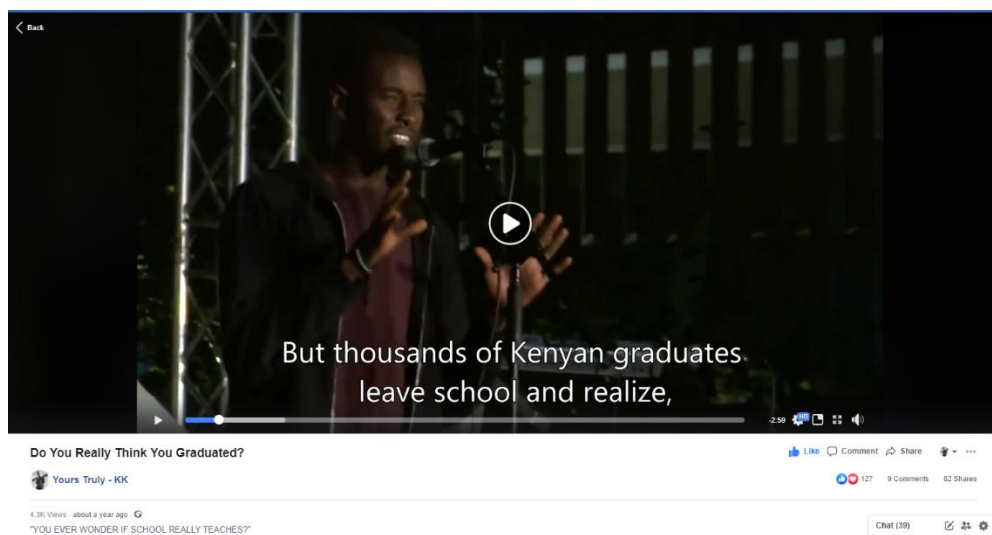 Back
But thousands of Kenyan graduates
leave school and realize,
-2:59 HD
Do You Really Think You Graduated?
Like Comment Share
Yours Truly - KK
127 9 Comments 82 Shares
4.3K Views · about a year ago ·
"YOU EVER WONDER IF SCHOOL REALLY TEACHES?"
Chat (39)